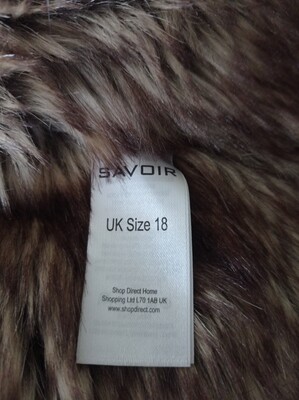 SAVOIR
UK Size 18
Shop Direct Home
Shopping Ltd L70 1AB UK
www.shopdirect.com